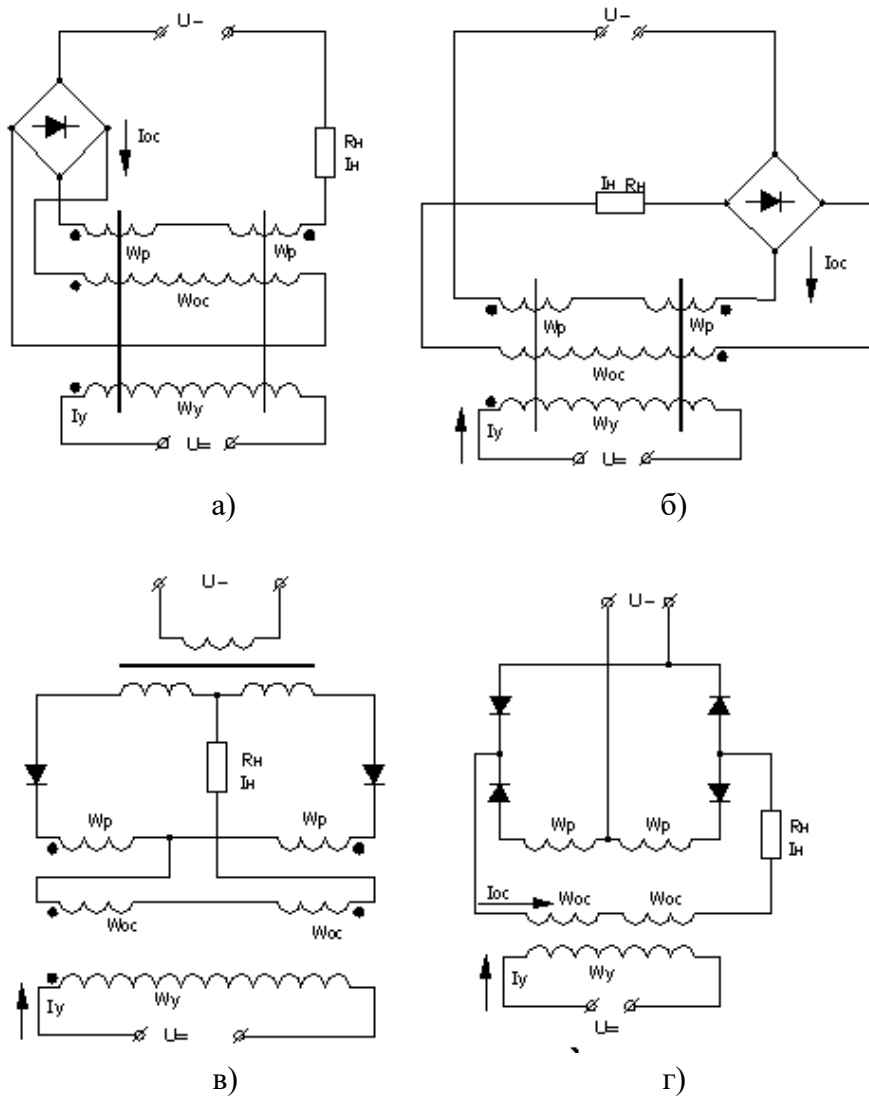 U-
U-
Iос
Rн
Iн
Iн Rн
Iос
Wр
Wр
Wос
Wу
Iу
U=
Wр
Wр
Wос
Wу
Iу
U=
а)
б)
U-
U-
Rн
Iн
Wр
Wр
Wос
Wос
Iу
Wу
U=
Wр
Wр
Rн
Iн
Iос
Wос
Wос
Iу
Wу
U=
в)
г)